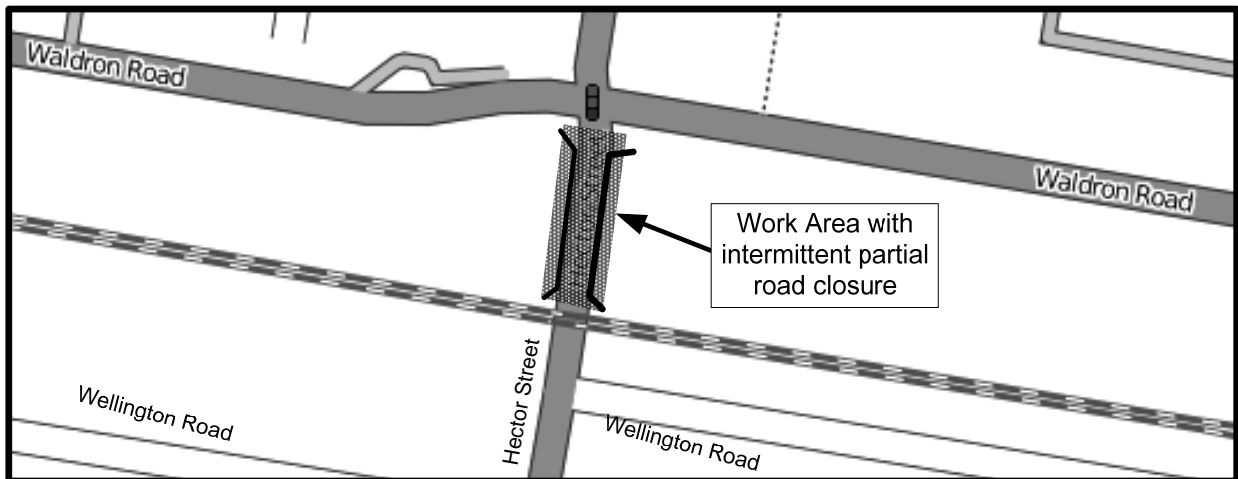 Waldron Road
Waldron Road
Work Area with
intermittent partial
road closure
Hector Street
Wellington Road
Wellington Road